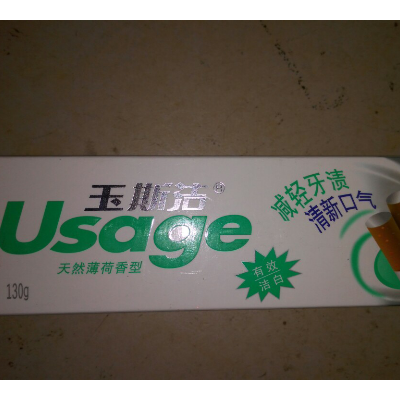 玉斯洁®
Usage
天然薄荷香型
130g
减轻牙渍
清新口气
有效
洁白